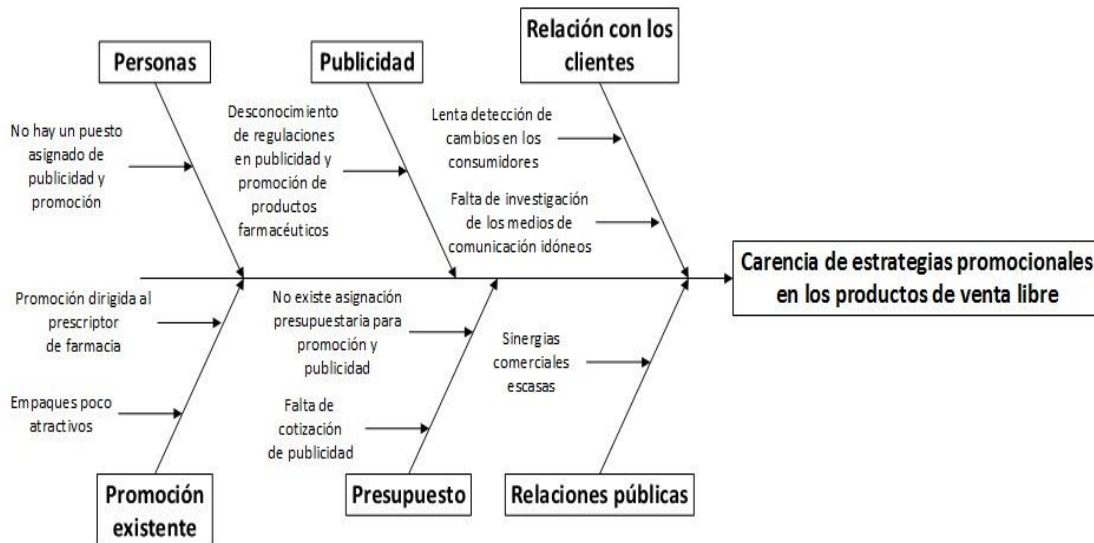 Personas
Publicidad
Relación con los
clientes
No hay un puesto
asignado de
publicidad y
promoción
Desconocimiento
de regulaciones
en publicidad y
promoción de
productos
farmacéuticos
Lenta detección de
cambios en los
consumidores
Falta de investigación
de los medios de
comunicación idóneos
Carencia de estrategias promocionales
en los productos de venta libre
Promoción dirigida al
prescriptor
de farmacia
Empaques poco
atractivos
No existe asignación
presupuestaria para
promoción y
publicidad
Falta de
cotización
de publicidad
Sinergias
comerciales
escasas
Promoción
existente
Presupuesto
Relaciones públicas